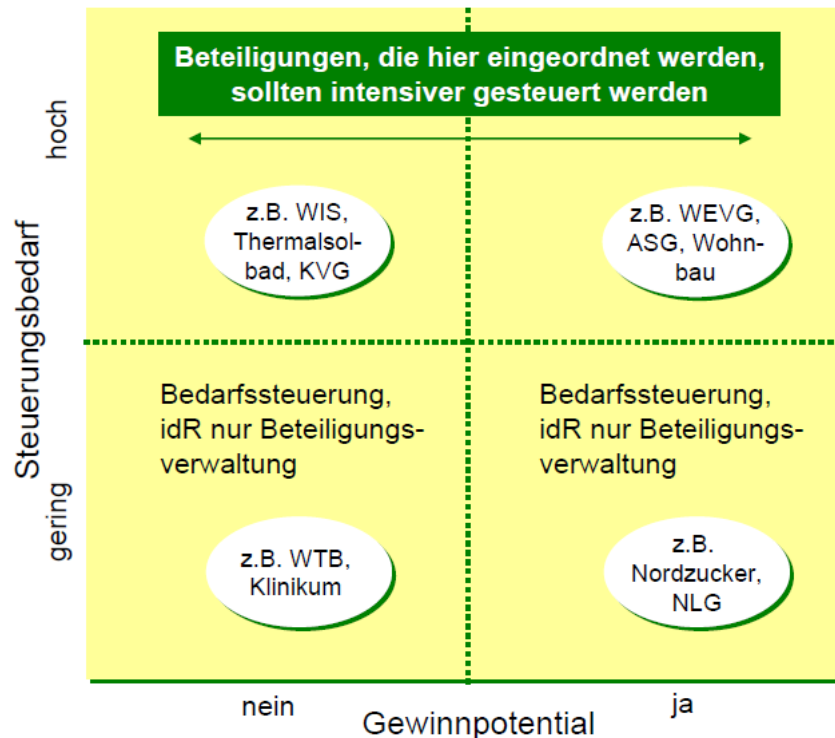 Beteiligungen, die hier eingeordnet werden,
sollten intensiver gesteuert werden
hoch
Steuerungsbedarf
gering
z.B. WIS,
Thermalsol-
bad, KVG
z.B. WEVG,
ASG, Wohn-
bau
Bedarfssteuerung,
idR nur Beteiligungs-
verwaltung
Bedarfssteuerung,
idR nur Beteiligungs-
verwaltung
z.B. WTB,
Klinikum
z.B.
Nordzucker,
NLG
nein
ja
Gewinnpotential